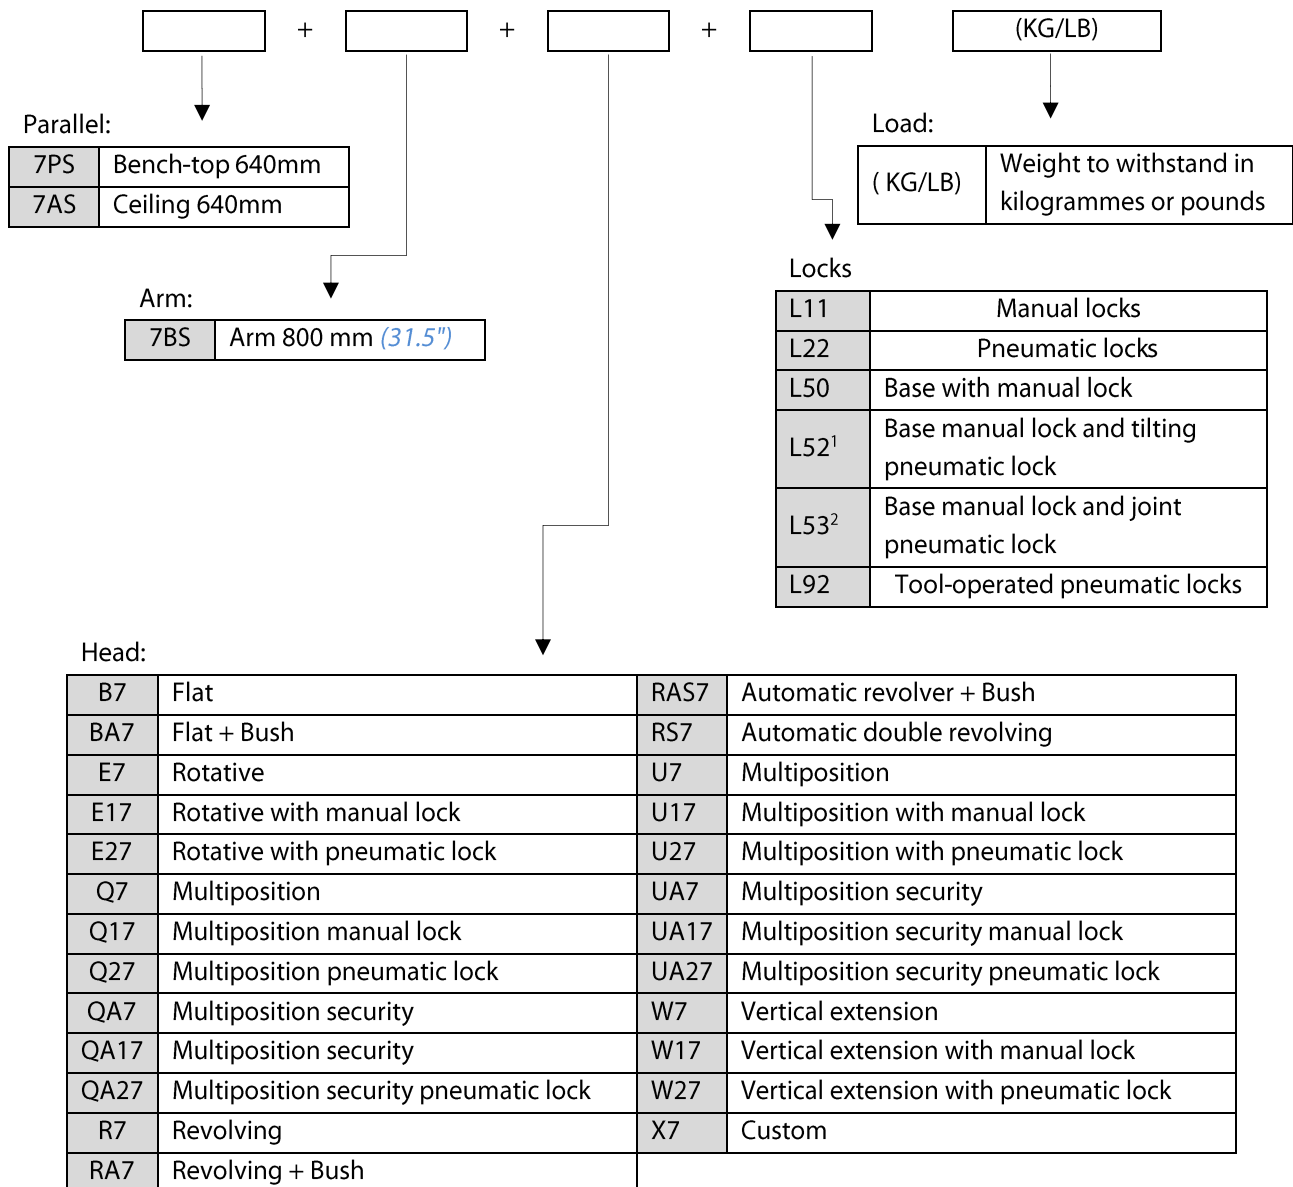 + + + (KG/LB)
Parallel:
7PS Bench-top 640mm
7AS Ceiling 640mm
Load:
( KG/LB) Weight to withstand in
kilogrammes or pounds
Arm:
7BS Arm 800 mm (31.5")
Locks
L11 Manual locks
L22 Pneumatic locks
L50 Base with manual lock
L52¹ Base manual lock and tilting
pneumatic lock
L53² Base manual lock and joint
pneumatic lock
L92 Tool-operated pneumatic locks
Head:
B7 Flat RAS7 Automatic revolver + Bush
BA7 Flat + Bush RS7 Automatic double revolving
E7 Rotative U7 Multiposition
E17 Rotative with manual lock U17 Multiposition with manual lock
E27 Rotative with pneumatic lock U27 Multiposition with pneumatic lock
Q7 Multiposition UA7 Multiposition security
Q17 Multiposition manual lock UA17 Multiposition security manual lock
Q27 Multiposition pneumatic lock UA27 Multiposition security pneumatic lock
QA7 Multiposition security W7 Vertical extension
QA17 Multiposition security W17 Vertical extension with manual lock
QA27 Multiposition security pneumatic lock W27 Vertical extension with pneumatic lock
R7 Revolving X7 Custom
RA7 Revolving + Bush